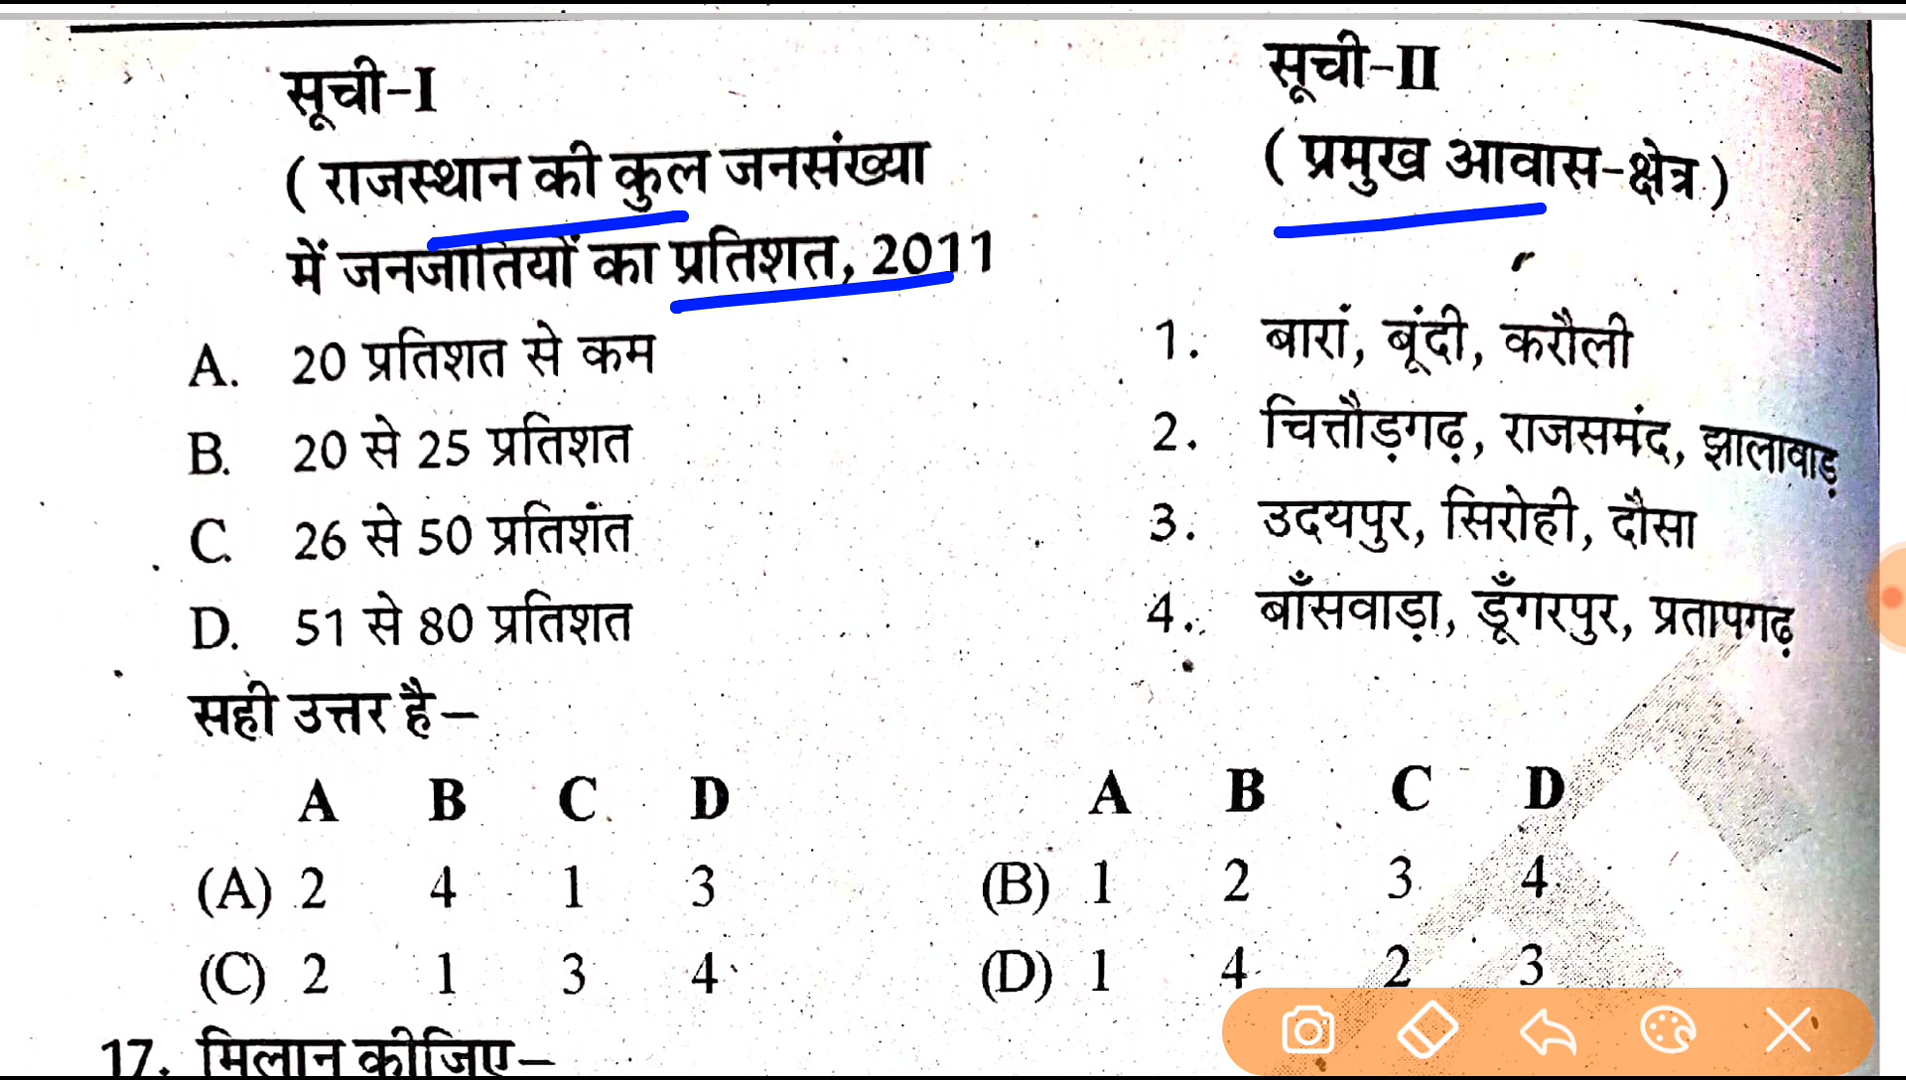 सूची-I
( राजस्थान की कुल जनसंख्या
में जनजातियों का प्रतिशत, 2011
सूची-II
( प्रमुख आवास-क्षेत्र )
A. 20 प्रतिशत से कम
1. बारां, बूंदी, करौली
B. 20 से 25 प्रतिशत
2. चित्तौड़गढ़, राजसमंद, झालावाड़
C. 26 से 50 प्रतिशत
3. उदयपुर, सिरोही, दौसा
D. 51 से 80 प्रतिशत
4. बाँसवाड़ा, डूँगरपुर, प्रतापगढ़
सही उत्तर है–
A B C D
A B C D
(A) 2 4 1 3
(B) 1 2 3 4
(C) 2 1 3 4
(D) 1 4 2 3
17. मिलान कीजिए–